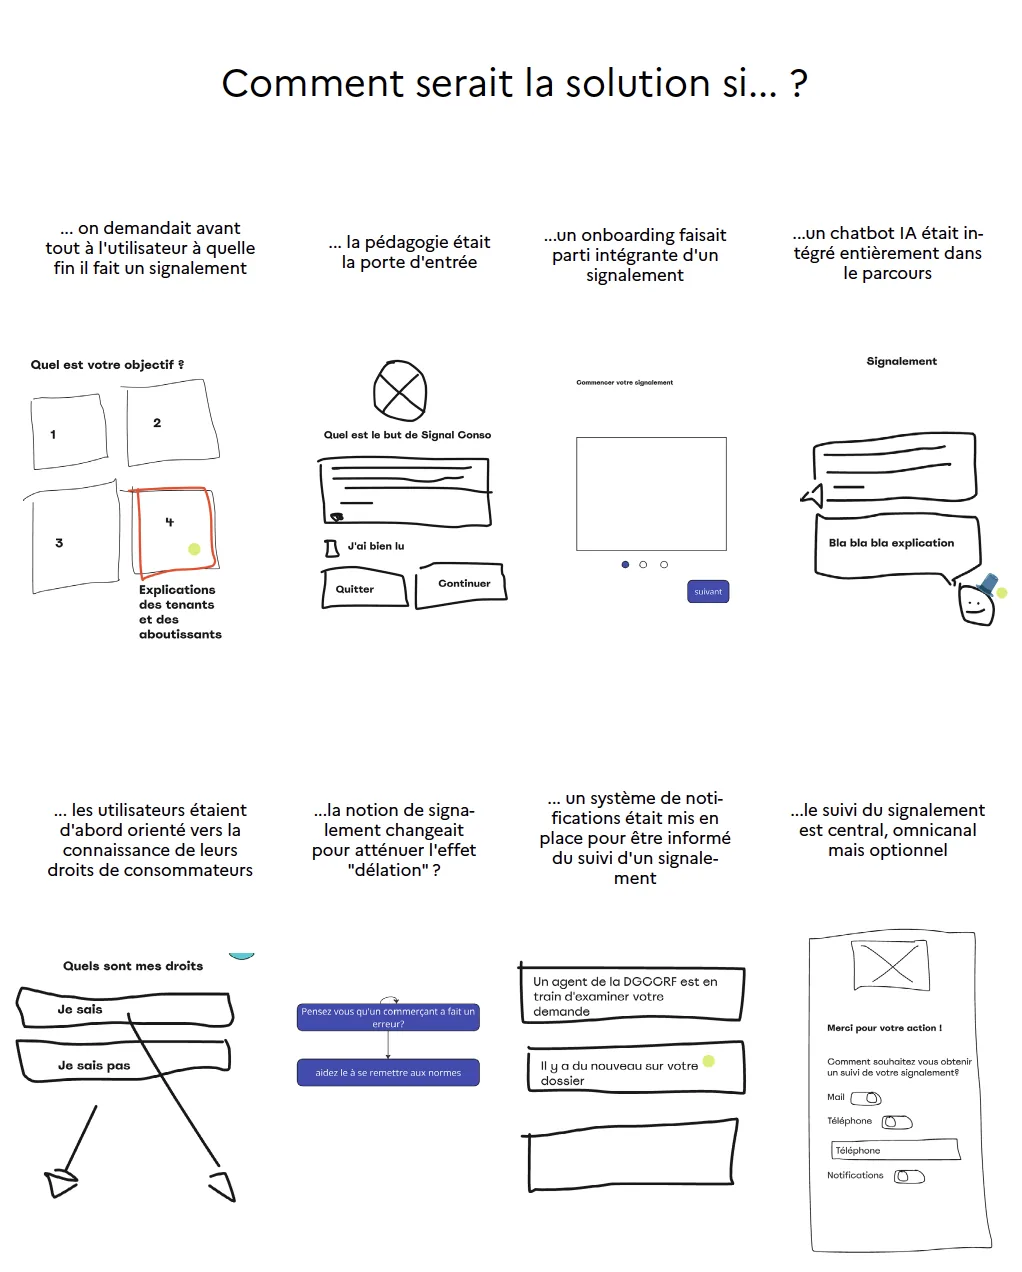 Comment serait la solution si... ?
... on demandait avant
tout à l'utilisateur à quelle
fin il fait un signalement
... la pédagogie était
la porte d'entrée
...un onboarding faisait
parti intégrante d'un
signalement
...un chatbot IA était in-
tégré entièrement dans
le parcours
Quel est votre objectif ?
1
2
3
4
Explications
des tenants
et des
aboutissants
Quel est le but de Signal Conso
J'ai bien lu
Quitter
Continuer
Commencer votre signalement
suivant
Signalement
Bla bla bla explication
... les utilisateurs étaient
d'abord orienté vers la
connaissance de leurs
droits de consommateurs
...la notion de signa-
lement changeait
pour atténuer l'effet
"délation" ?
... un système de noti-
fications était mis en
place pour être informé
du suivi d'un signale-
ment
...le suivi du signalement
est central, omnicanal
mais optionnel
Quels sont mes droits
Je sais
Je sais pas
Pensez vous qu'un commerçant a fait un
erreur?
aidez le à se remettre aux normes
Un agent de la DGCCRF est en
train d'examiner votre
demande
Il y a du nouveau sur votre
dossier
Merci pour votre action !
Comment souhaitez vous obtenir
un suivi de votre signalement?
Mail
Téléphone
Téléphone
Notifications